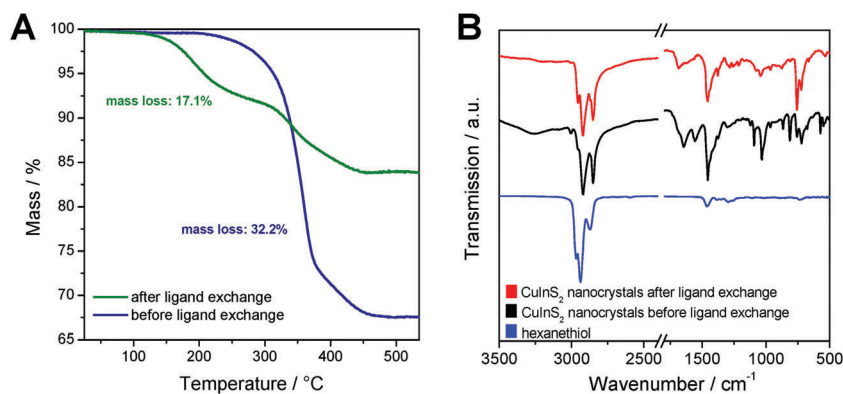 A
100
95
90
85
80
75
70
65
Mass / %
mass loss: 17.1%
mass loss: 32.2%
after ligand exchange
before ligand exchange
100
200
300
400
500
Temperature / °C
B
Transmission / a.u.
CuInS₂ nanocrystals after ligand exchange
CuInS₂ nanocrystals before ligand exchange
hexanethiol
3500
3000
2500
1500
1000
500
Wavenumber / cm⁻¹